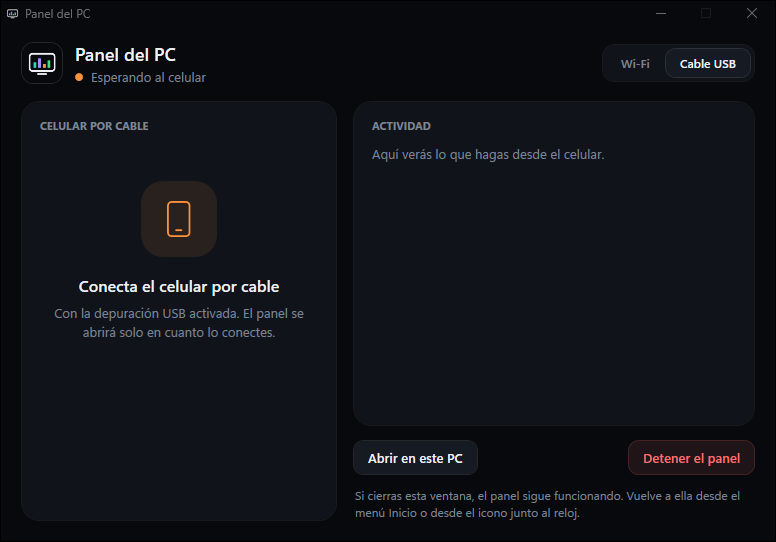 Panel del PC
Panel del PC
Esperando al celular
Wi-Fi
Cable USB
CELULAR POR CABLE
Conecta el celular por cable
Con la depuración USB activada. El panel se
abrirá solo en cuanto lo conectes.
ACTIVIDAD
Aquí verás lo que hagas desde el celular.
Abrir en este PC
Detener el panel
Si cierras esta ventana, el panel sigue funcionando. Vuelve a ella desde el
menú Inicio o desde el icono junto al reloj.